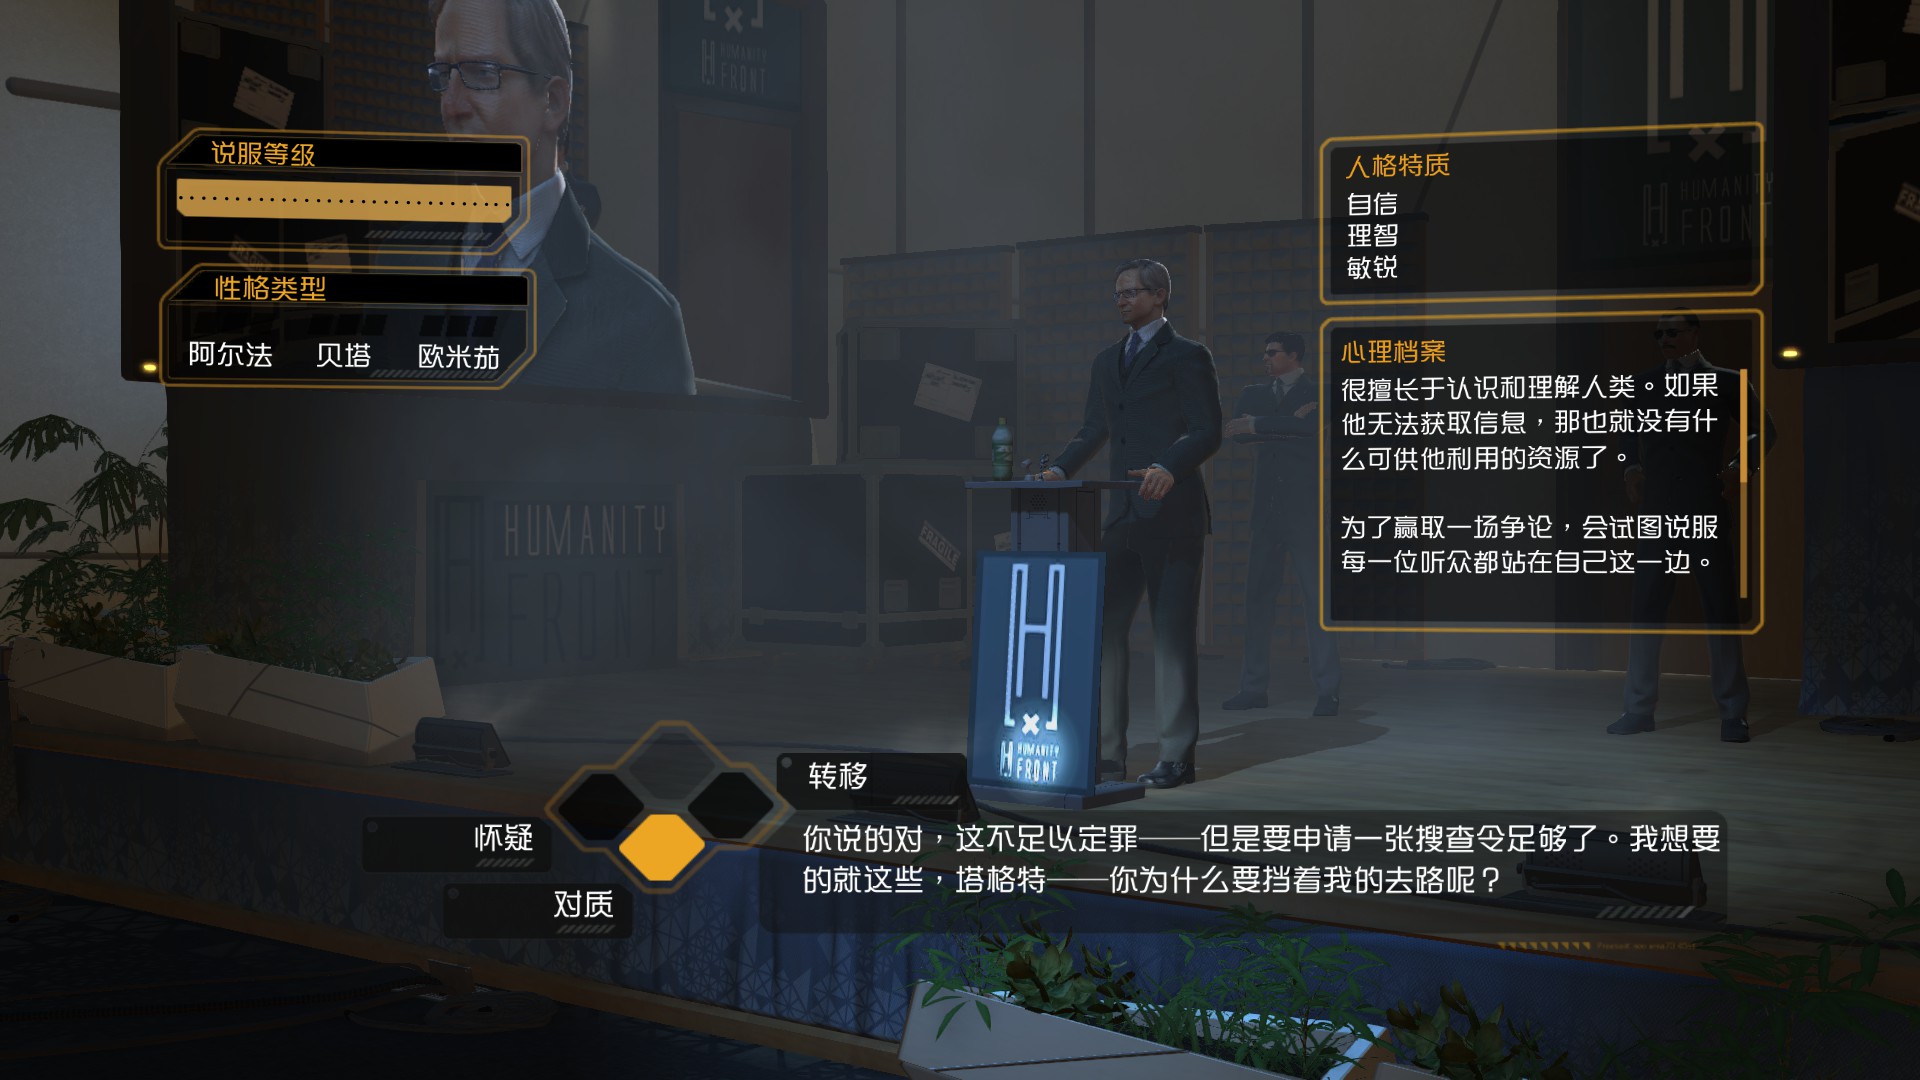 HUMANITY
FRONT
说服等级
性格类型
阿尔法
贝塔
欧米茄
人格特质
自信
理智
敏锐
HUMANITY
FRONT
心理档案
很擅长于认识和理解人类。如果
他无法获取信息，那也就没有什
么可供他利用的资源了。
为了赢取一场争论，会试图说服
每一位听众都站在自己这一边。
HUMANITY
FRONT
FRAGILE
H
HUMANITY
FRONT
转移
怀疑
对质
你说的对，这不足以定罪——但是要申请一张搜查令足够了。我想要
的就这些，塔格特——你为什么要挡着我的去路呢？